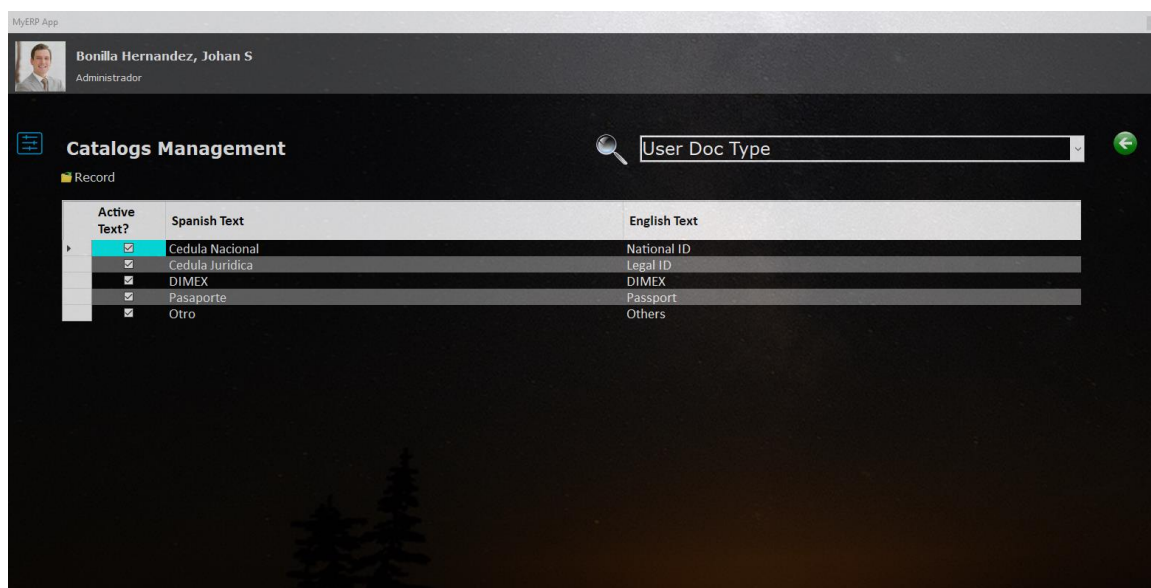 MyERP App
Bonilla Hernandez, Johan S
Administrador
Catalogs Management
User Doc Type
Record
Active Text? Spanish Text English Text
Cedula Nacional National ID
Cedula Juridica Legal ID
DIMEX DIMEX
Pasaporte Passport
Otro Others